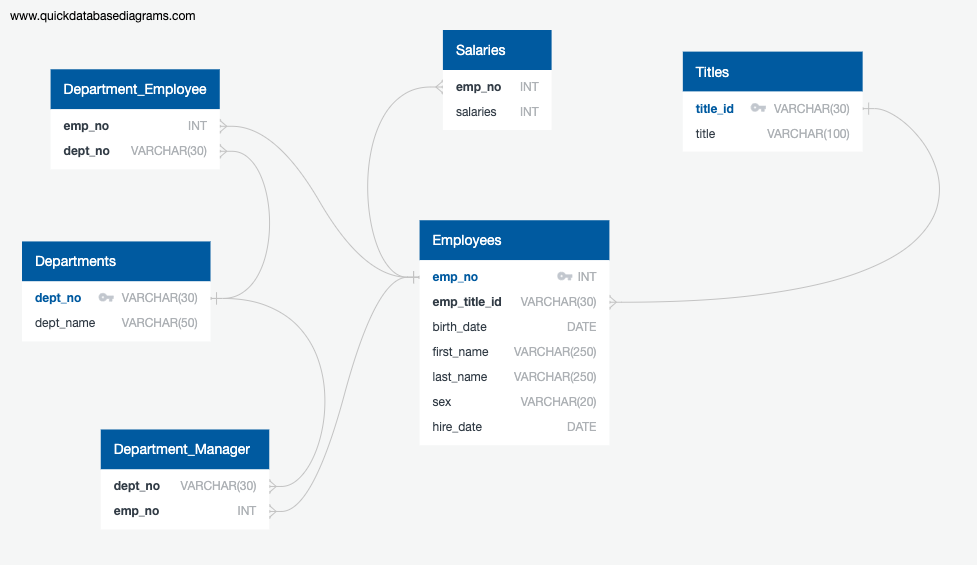 www.quickdatabasediagrams.com
Department_Employee
emp_no INT
dept_no VARCHAR(30)
Salaries
emp_no INT
salaries INT
Titles
title_id VARCHAR(30)
title VARCHAR(100)
Departments
dept_no VARCHAR(30)
dept_name VARCHAR(50)
Employees
emp_no INT
emp_title_id VARCHAR(30)
birth_date DATE
first_name VARCHAR(250)
last_name VARCHAR(250)
sex VARCHAR(20)
hire_date DATE
Department_Manager
dept_no VARCHAR(30)
emp_no INT